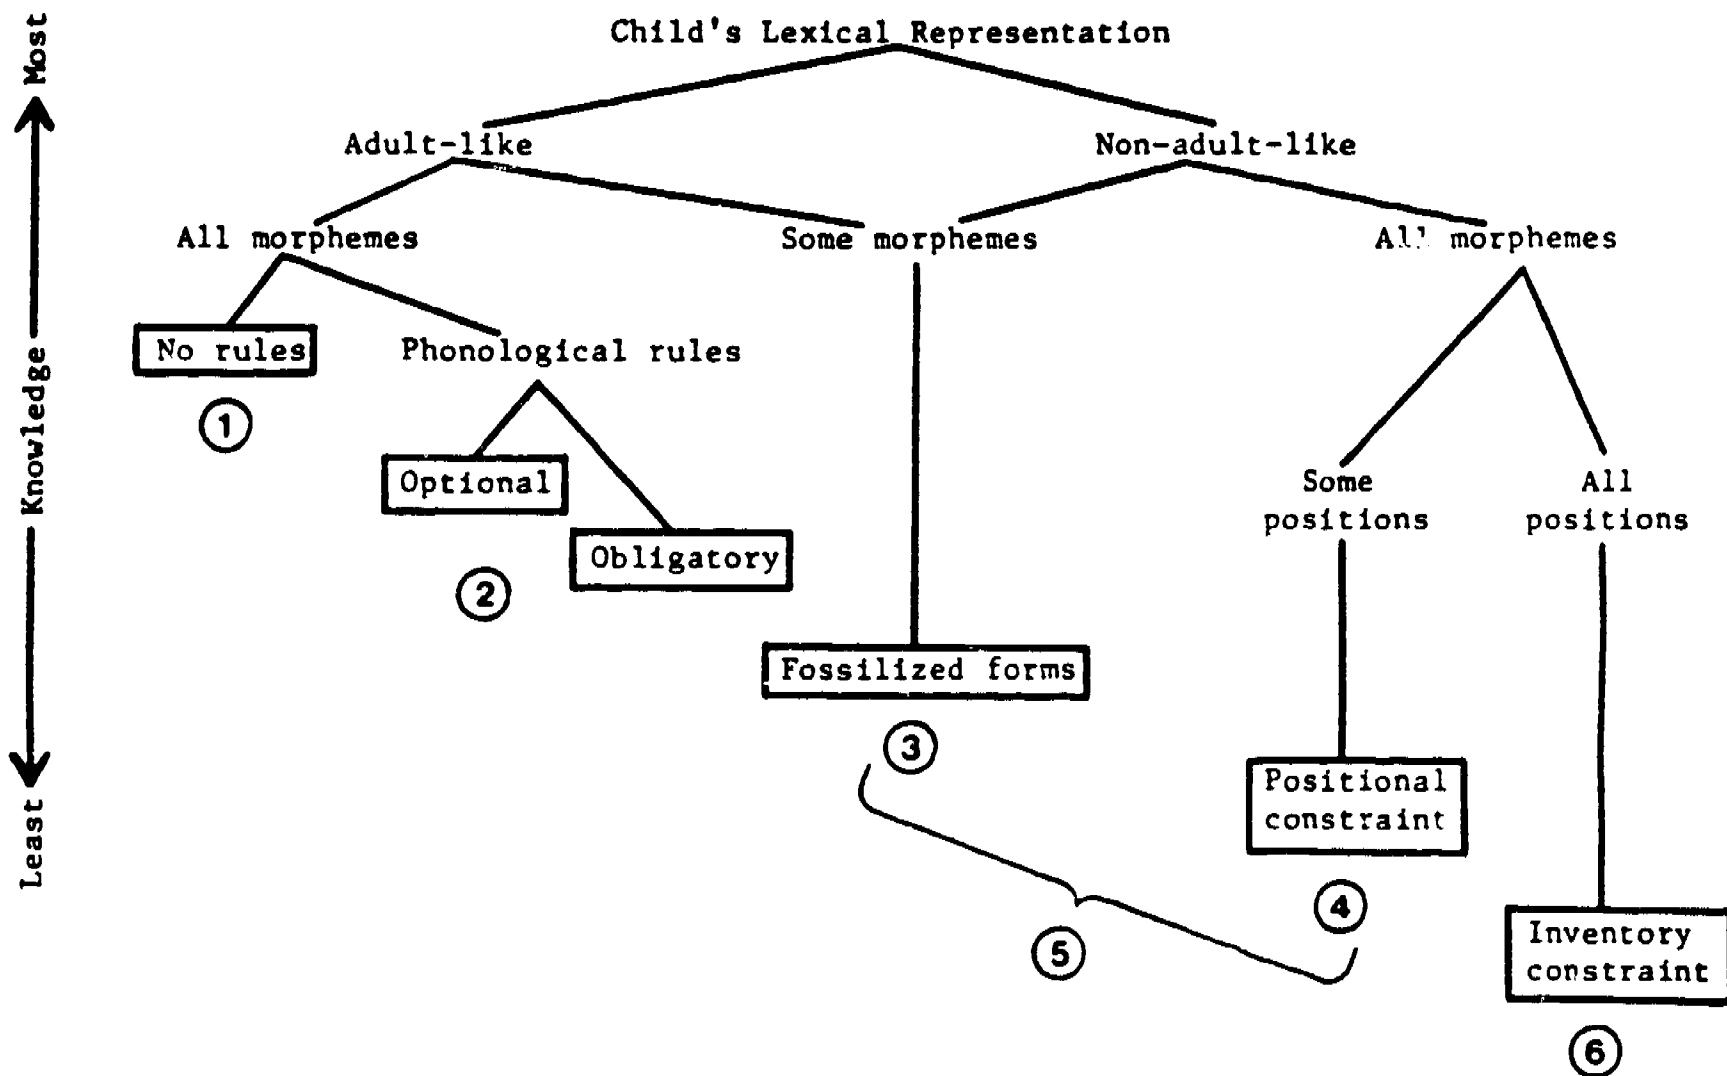 Child's Lexical Representation
Most
Knowledge
Least
Adult-like
Non-adult-like
All morphemes
Some morphemes
All morphemes
No rules
Phonological rules
1
Optional
Obligatory
2
Some
positions
All
positions
Fossilized forms
3
Positional
constraint
4
5
Inventory
constraint
6